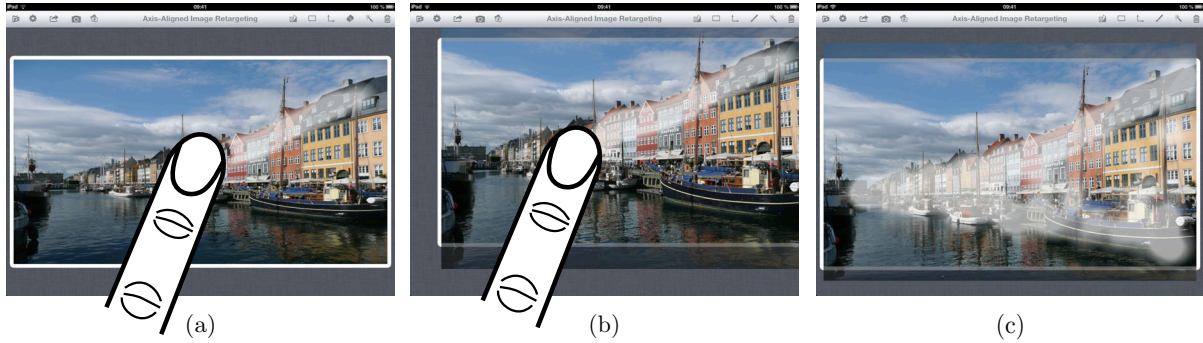 iPad 09:41 100 %
Axis-Aligned Image Retargeting
iPad 09:41 100 %
Axis-Aligned Image Retargeting
iPad 09:41 100 %
Axis-Aligned Image Retargeting
(a) (b) (c)